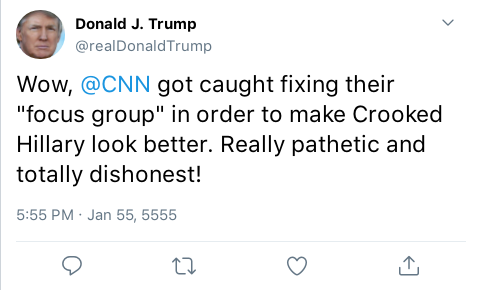 Donald J. Trump
@realDonaldTrump
Wow, @CNN got caught fixing their
"focus group" in order to make Crooked
Hillary look better. Really pathetic and
totally dishonest!
5:55 PM · Jan 55, 5555